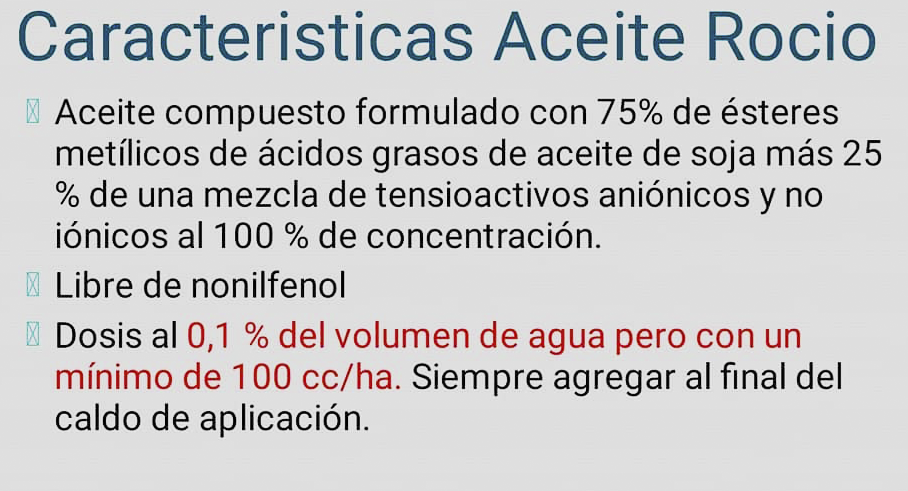 Caracteristicas Aceite Rocio
Aceite compuesto formulado con 75% de ésteres
metílicos de ácidos grasos de aceite de soja más 25
% de una mezcla de tensioactivos aniónicos y no
iónicos al 100 % de concentración.
Libre de nonilfenol
Dosis al 0,1 % del volumen de agua pero con un
mínimo de 100 cc/ha. Siempre agregar al final del
caldo de aplicación.